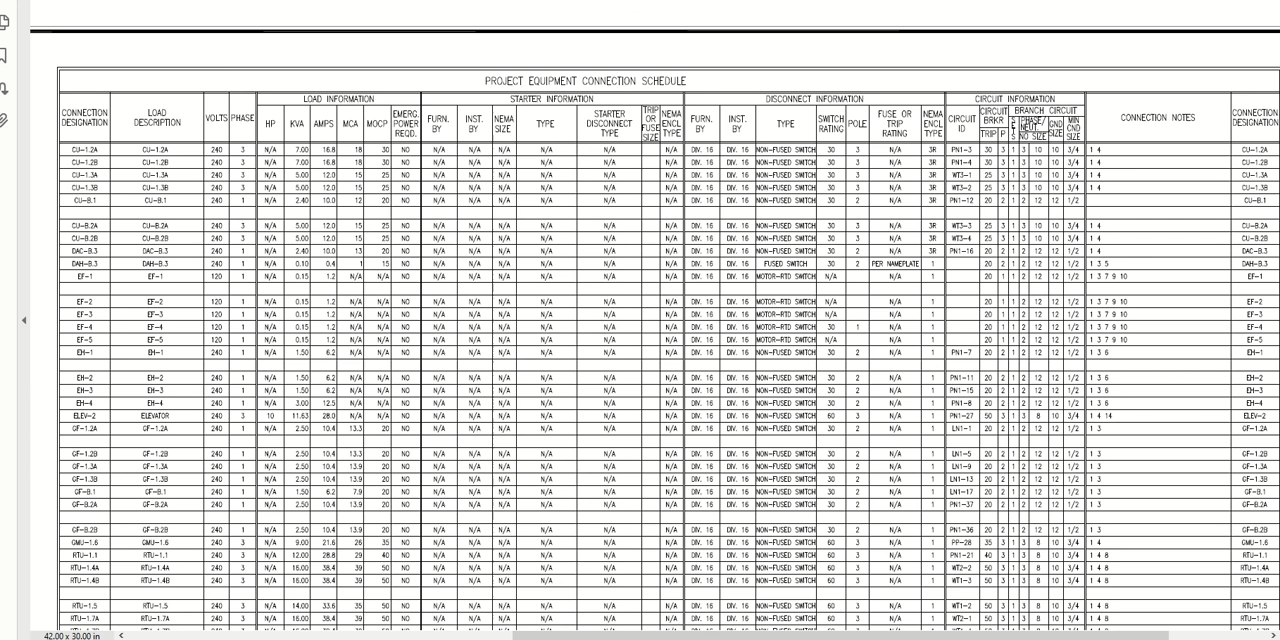 PROJECT EQUIPMENT CONNECTION SCHEDULE
LOAD INFORMATION STARTER INFORMATION DISCONNECT INFORMATION CIRCUIT INFORMATION
CONNECTION DESIGNATION LOAD DESCRIPTION VOLTS PHASE HP KVA AMPS MCA MOCP EMERG. POWER REQD. FURN. BY INST. BY NEMA SIZE TYPE STARTER DISCONNECT TYPE TRIP OR FUSE SIZE NEMA ENCL TYPE FURN. BY INST. BY TYPE SWITCH RATING POLE FUSE OR TRIP RATING NEMA ENCL TYPE CIRCUIT ID CIRCUIT BRKR TRIP P SETS BRANCH CIRCUIT PHASE/NEUT. NO SIZE GND SIZE MIN CND SIZE CONNECTION NOTES CONNECTION DESIGNATION
CU-1.2A CU-1.2A 240 3 N/A 7.00 16.8 18 30 NO N/A N/A N/A N/A N/A N/A N/A DIV. 16 DIV. 16 NON-FUSED SWITCH 30 3 N/A 3R PN1-3 30 3 1 3 10 10 3/4 1 4 CU-1.2A
CU-1.2B CU-1.2B 240 3 N/A 7.00 16.8 18 30 NO N/A N/A N/A N/A N/A N/A N/A DIV. 16 DIV. 16 NON-FUSED SWITCH 30 3 N/A 3R PN1-4 30 3 1 3 10 10 3/4 1 4 CU-1.2B
CU-1.3A CU-1.3A 240 3 N/A 5.00 12.0 15 25 NO N/A N/A N/A N/A N/A N/A N/A DIV. 16 DIV. 16 NON-FUSED SWITCH 30 3 N/A 3R WT3-1 25 3 1 3 10 10 3/4 1 4 CU-1.3A
CU-1.3B CU-1.3B 240 3 N/A 5.00 12.0 15 25 NO N/A N/A N/A N/A N/A N/A N/A DIV. 16 DIV. 16 NON-FUSED SWITCH 30 3 N/A 3R WT3-2 25 3 1 3 10 10 3/4 1 4 CU-1.3B
CU-B.1 CU-B.1 240 1 N/A 2.40 10.0 12 20 NO N/A N/A N/A N/A N/A N/A N/A DIV. 16 DIV. 16 NON-FUSED SWITCH 30 2 N/A 3R PN1-12 20 2 1 2 12 12 1/2 CU-B.1
CU-B.2A CU-B.2A 240 3 N/A 5.00 12.0 15 25 NO N/A N/A N/A N/A N/A N/A N/A DIV. 16 DIV. 16 NON-FUSED SWITCH 30 3 N/A 3R WT3-3 25 3 1 3 10 10 3/4 1 4 CU-B.2A
CU-B.2B CU-B.2B 240 3 N/A 5.00 12.0 15 25 NO N/A N/A N/A N/A N/A N/A N/A DIV. 16 DIV. 16 NON-FUSED SWITCH 30 3 N/A 3R WT3-4 25 3 1 3 10 10 3/4 1 4 CU-B.2B
DAC-B.3 DAC-B.3 240 1 N/A 2.40 10.0 13 20 NO N/A N/A N/A N/A N/A N/A N/A DIV. 16 DIV. 16 NON-FUSED SWITCH 30 2 N/A 3R PN1-16 20 2 1 2 12 12 1/2 1 4 DAC-B.3
DAH-B.3 DAH-B.3 240 1 N/A 0.10 0.4 1 15 NO N/A N/A N/A N/A N/A N/A N/A DIV. 16 DIV. 16 FUSED SWITCH 30 2 PER NAMEPLATE 1 20 2 1 2 12 12 1/2 1 3 5 DAH-B.3
EF-1 EF-1 240 1 N/A 0.15 1.2 N/A N/A NO N/A N/A N/A N/A N/A N/A N/A DIV. 16 DIV. 16 MOTOR-RTD SWITCH N/A N/A 1 20 1 1 2 12 12 1/2 1 3 7 9 10 EF-1
EF-2 EF-2 120 1 N/A 0.15 1.2 N/A N/A NO N/A N/A N/A N/A N/A N/A N/A DIV. 16 DIV. 16 MOTOR-RTD SWITCH N/A N/A 1 20 1 1 2 12 12 1/2 1 3 7 9 10 EF-2
EF-3 EF-3 120 1 N/A 0.15 1.2 N/A N/A NO N/A N/A N/A N/A N/A N/A N/A DIV. 16 DIV. 16 MOTOR-RTD SWITCH N/A N/A 1 20 1 1 2 12 12 1/2 1 3 7 9 10 EF-3
EF-4 EF-4 120 1 N/A 0.15 1.2 N/A N/A NO N/A N/A N/A N/A N/A N/A N/A DIV. 16 DIV. 16 MOTOR-RTD SWITCH 30 1 N/A 1 20 1 1 2 12 12 1/2 1 3 7 9 10 EF-4
EF-5 EF-5 120 1 N/A 0.15 1.2 N/A N/A NO N/A N/A N/A N/A N/A N/A N/A DIV. 16 DIV. 16 MOTOR-RTD SWITCH N/A N/A 1 20 1 1 2 12 12 1/2 1 3 7 9 10 EF-5
EH-1 EH-1 240 1 N/A 1.50 6.2 N/A N/A NO N/A N/A N/A N/A N/A N/A N/A DIV. 16 DIV. 16 NON-FUSED SWITCH 30 2 N/A 1 PN1-7 20 2 1 2 12 12 1/2 1 3 6 EH-1
EH-2 EH-2 240 1 N/A 1.50 6.2 N/A N/A NO N/A N/A N/A N/A N/A N/A N/A DIV. 16 DIV. 16 NON-FUSED SWITCH 30 2 N/A 1 PN1-11 20 2 1 2 12 12 1/2 1 3 6 EH-2
EH-3 EH-3 240 1 N/A 1.50 6.2 N/A N/A NO N/A N/A N/A N/A N/A N/A N/A DIV. 16 DIV. 16 NON-FUSED SWITCH 30 2 N/A 1 PN1-15 20 2 1 2 12 12 1/2 1 3 6 EH-3
EH-4 EH-4 240 1 N/A 3.00 12.5 N/A N/A NO N/A N/A N/A N/A N/A N/A N/A DIV. 16 DIV. 16 NON-FUSED SWITCH 30 2 N/A 1 PN1-8 20 2 1 2 12 12 1/2 1 3 6 EH-4
ELEV-2 ELEVATOR 240 3 10 11.63 28.0 N/A N/A NO N/A N/A N/A N/A N/A N/A N/A DIV. 16 DIV. 16 NON-FUSED SWITCH 60 3 N/A 1 PN1-27 50 3 1 3 8 10 3/4 1 4 14 ELEV-2
GF-1.2A GF-1.2A 240 1 N/A 2.50 10.4 13.3 20 NO N/A N/A N/A N/A N/A N/A N/A DIV. 16 DIV. 16 NON-FUSED SWITCH 30 2 N/A 1 LN1-1 20 2 1 2 12 12 1/2 1 3 GF-1.2A
GF-1.2B GF-1.2B 240 1 N/A 2.50 10.4 13.3 20 NO N/A N/A N/A N/A N/A N/A N/A DIV. 16 DIV. 16 NON-FUSED SWITCH 30 2 N/A 1 LN1-5 20 2 1 2 12 12 1/2 1 3 GF-1.2B
GF-1.3A GF-1.3A 240 1 N/A 2.50 10.4 13.9 20 NO N/A N/A N/A N/A N/A N/A N/A DIV. 16 DIV. 16 NON-FUSED SWITCH 30 2 N/A 1 LN1-9 20 2 1 2 12 12 1/2 1 3 GF-1.3A
GF-1.3B GF-1.3B 240 1 N/A 2.50 10.4 13.9 20 NO N/A N/A N/A N/A N/A N/A N/A DIV. 16 DIV. 16 NON-FUSED SWITCH 30 2 N/A 1 LN1-13 20 2 1 2 12 12 1/2 1 3 GF-1.3B
GF-B.1 GF-B.1 240 1 N/A 1.50 6.2 7.9 20 NO N/A N/A N/A N/A N/A N/A N/A DIV. 16 DIV. 16 NON-FUSED SWITCH 30 2 N/A 1 LN1-17 20 2 1 2 12 12 1/2 1 3 GF-B.1
GF-B.2A GF-B.2A 240 1 N/A 2.50 10.4 13.9 20 NO N/A N/A N/A N/A N/A N/A N/A DIV. 16 DIV. 16 NON-FUSED SWITCH 30 2 N/A 1 PN1-37 20 2 1 2 12 12 1/2 1 3 GF-B.2A
GF-B.2B GF-B.2B 240 1 N/A 2.50 10.4 13.9 20 NO N/A N/A N/A N/A N/A N/A N/A DIV. 16 DIV. 16 NON-FUSED SWITCH 30 2 N/A 1 PN1-36 20 2 1 2 12 12 1/2 1 3 GF-B.2B
GMU-1.6 GMU-1.6 240 3 N/A 9.00 21.6 26 35 NO N/A N/A N/A N/A N/A N/A N/A DIV. 16 DIV. 16 NON-FUSED SWITCH 60 3 N/A 1 PP-28 35 3 1 3 8 10 3/4 1 4 GMU-1.6
RTU-1.1 RTU-1.1 240 3 N/A 12.00 28.8 29 40 NO N/A N/A N/A N/A N/A N/A N/A DIV. 16 DIV. 16 NON-FUSED SWITCH 60 3 N/A 1 PN1-21 40 3 1 3 8 10 3/4 1 4 8 RTU-1.1
RTU-1.4A RTU-1.4A 240 3 N/A 16.00 38.4 39 50 NO N/A N/A N/A N/A N/A N/A N/A DIV. 16 DIV. 16 NON-FUSED SWITCH 60 3 N/A 1 WT2-2 50 3 1 3 8 10 3/4 1 4 8 RTU-1.4A
RTU-1.4B RTU-1.4B 240 3 N/A 16.00 38.4 39 50 NO N/A N/A N/A N/A N/A N/A N/A DIV. 16 DIV. 16 NON-FUSED SWITCH 60 3 N/A 1 WT1-3 50 3 1 3 8 10 3/4 1 4 8 RTU-1.4B
RTU-1.5 RTU-1.5 240 3 N/A 14.00 33.6 35 50 NO N/A N/A N/A N/A N/A N/A N/A DIV. 16 DIV. 16 NON-FUSED SWITCH 60 3 N/A 1 WT1-2 50 3 1 3 8 10 3/4 1 4 8 RTU-1.5
RTU-1.7A RTU-1.7A 240 3 N/A 16.00 38.4 39 50 NO N/A N/A N/A N/A N/A N/A N/A DIV. 16 DIV. 16 NON-FUSED SWITCH 60 3 N/A 1 WT2-1 50 3 1 3 8 10 3/4 1 4 8 RTU-1.7A
42.00 x 30.00 in